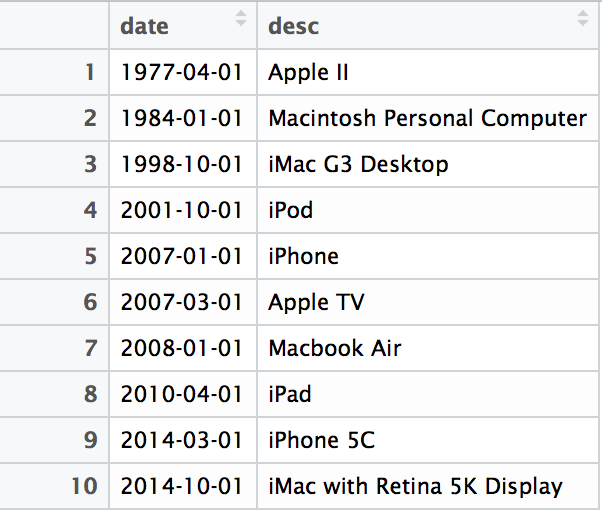 date desc
1 1977-04-01 Apple II
2 1984-01-01 Macintosh Personal Computer
3 1998-10-01 iMac G3 Desktop
4 2001-10-01 iPod
5 2007-01-01 iPhone
6 2007-03-01 Apple TV
7 2008-01-01 Macbook Air
8 2010-04-01 iPad
9 2014-03-01 iPhone 5C
10 2014-10-01 iMac with Retina 5K Display